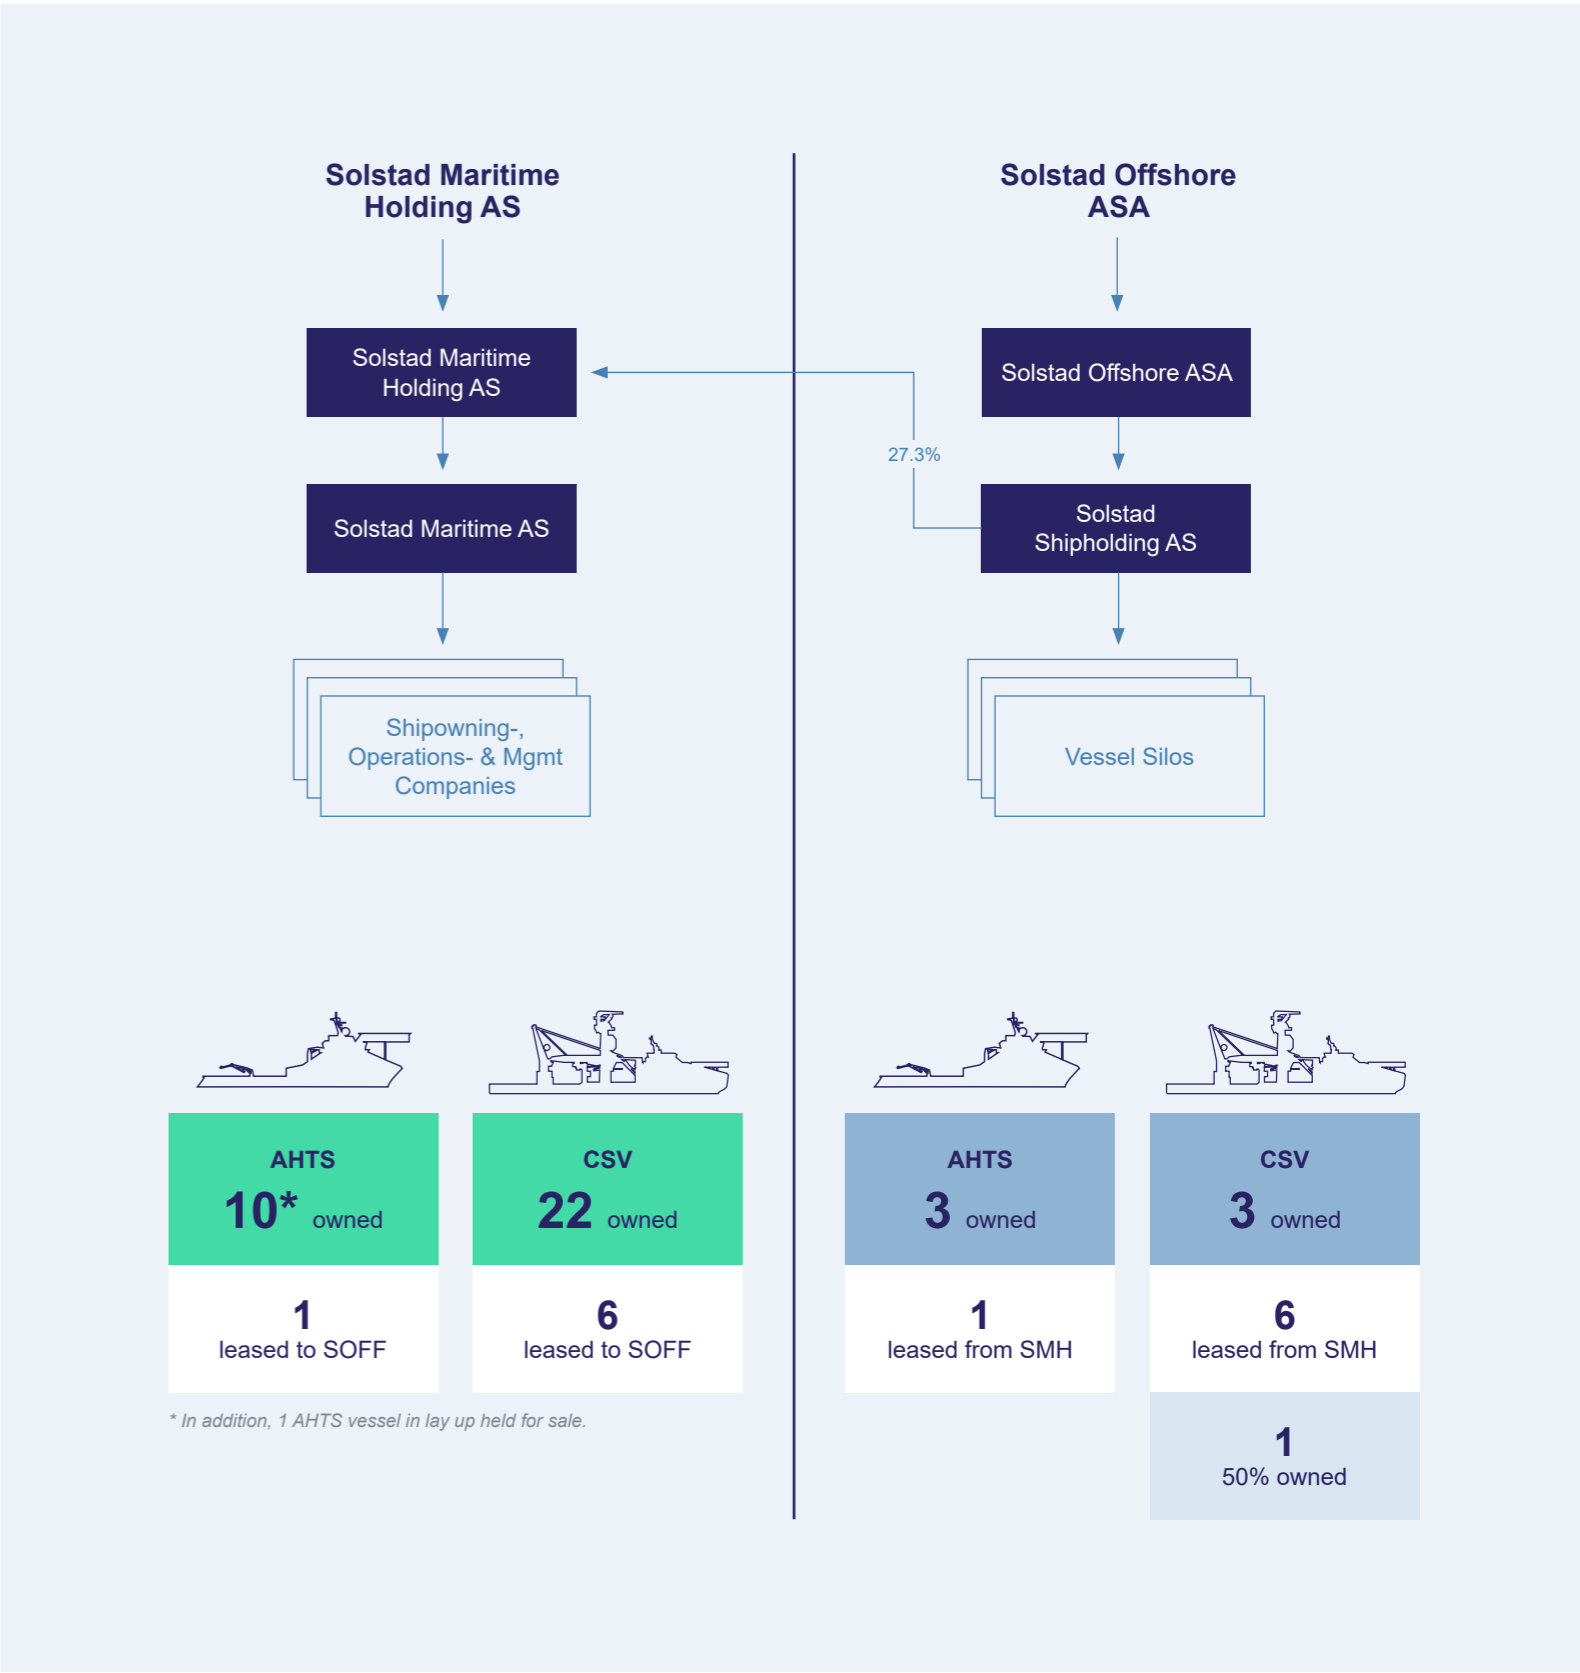 Solstad Maritime
Holding AS
Solstad Maritime
Holding AS
Solstad Maritime AS
Shipowning-,
Operations- & Mgmt
Companies
AHTS
10* owned
1
leased to SOFF
CSV
22 owned
6
leased to SOFF
* In addition, 1 AHTS vessel in lay up held for sale.
27.3%
Solstad Offshore
ASA
Solstad Offshore ASA
Solstad
Shipholding AS
Vessel Silos
AHTS
3 owned
1
leased from SMH
CSV
3 owned
6
leased from SMH
1
50% owned